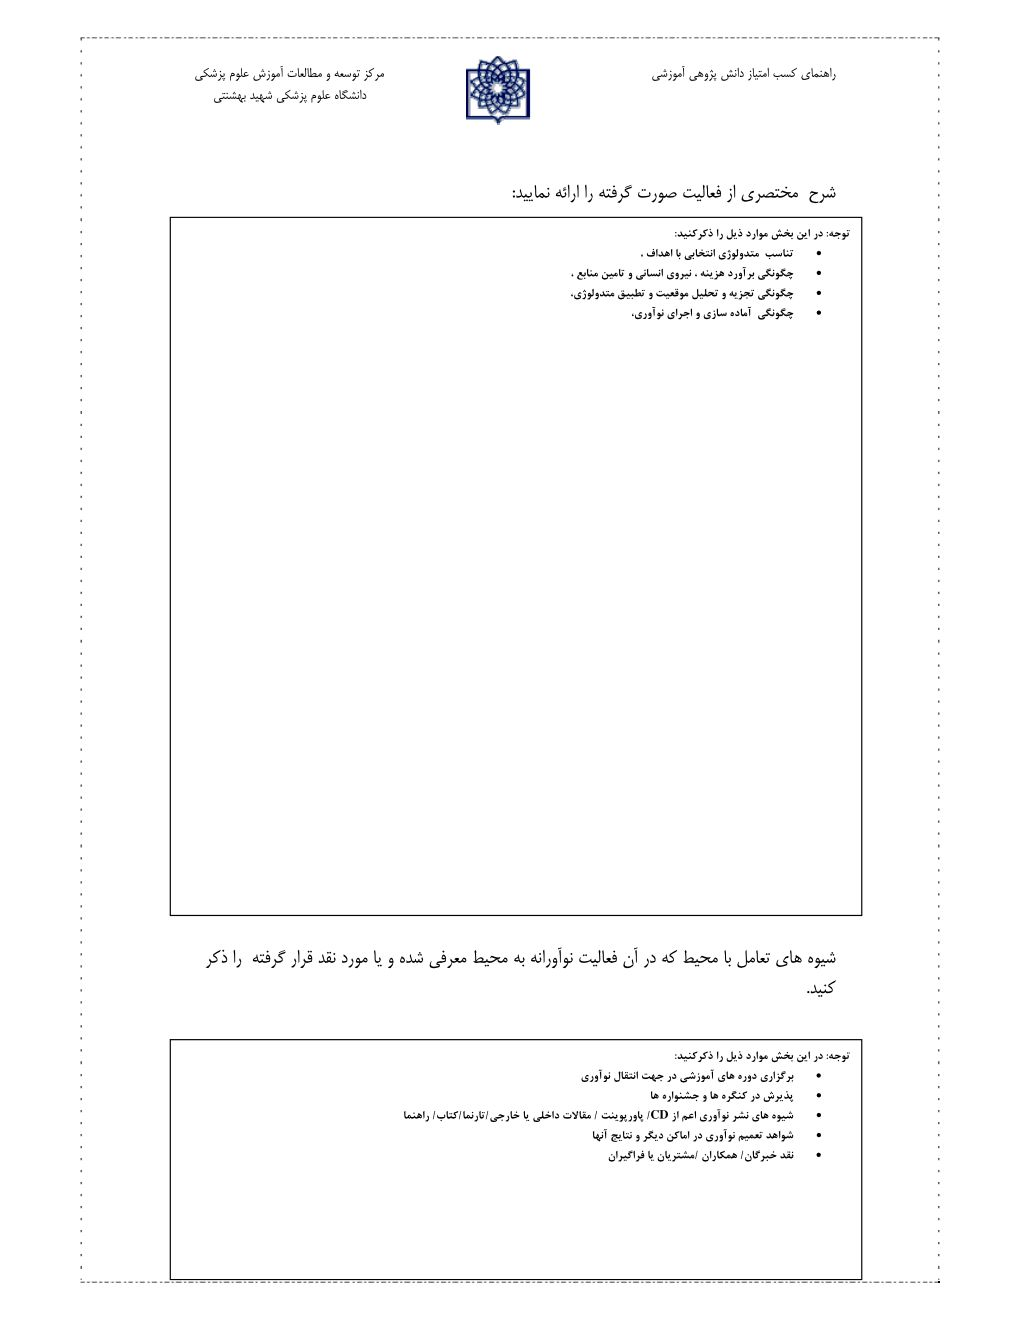 راهنمای کسب امتیاز دانش پژوهی آموزشی
مرکز توسعه و مطالعات آموزش علوم پزشکی
دانشگاه علوم پزشکی شهید بهشتی
شرح مختصری از فعالیت صورت گرفته را ارائه نمایید:
توجه: در این بخش موارد ذیل را ذکرکنید:
• تناسب متدولوژی انتخابی با اهداف ،
• چگونگی برآورد هزینه ، نیروی انسانی و تامین منابع ،
• چگونگی تجزیه و تحلیل موقعیت و تطبیق متدولوژی،
• چگونگی آماده سازی و اجرای نوآوری،
شیوه های تعامل با محیط که در آن فعالیت نوآورانه به محیط معرفی شده و یا مورد نقد قرار گرفته را ذکر
کنید.
توجه: در این بخش موارد ذیل را ذکرکنید:
• برگزاری دوره های آموزشی در جهت انتقال نوآوری
• پذیرش در کنگره ها و جشنواره ها
• شیوه های نشر نوآوری اعم از CD/ پاورپوینت / مقالات داخلی یا خارجی/تارنما/کتاب/ راهنما
• شواهد تعمیم نوآوری در اماکن دیگر و نتایج آنها
• نقد خبرگان/ همکاران /مشتریان یا فراگیران